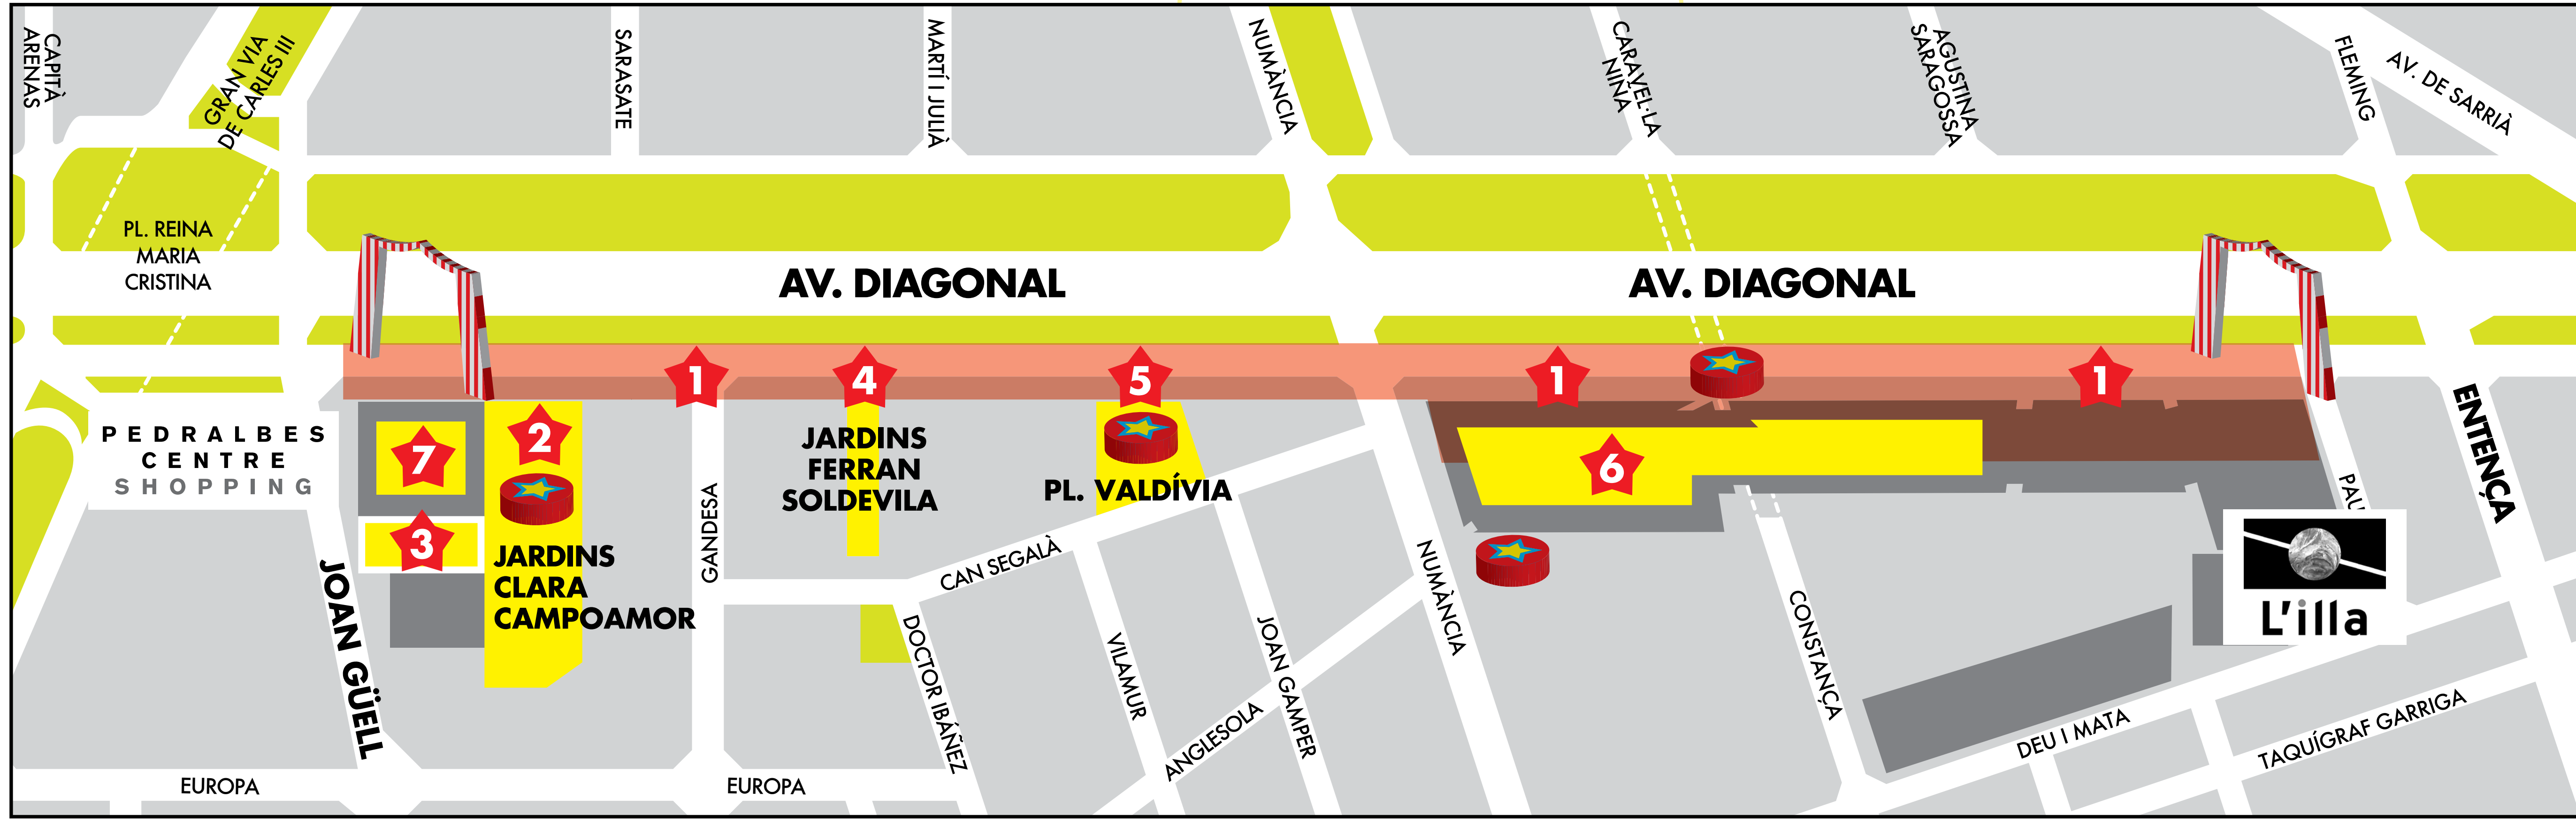 CAPITÀ
ARENAS
GRAN VIA
DE CARLES III
SARASATE
MARTÍ I JULIÀ
NUMÀNCIA
CARAVEL·LA
NINA
AGUSTINA
SARAGOSSA
FLEMING
AV. DE SARRIÀ
PL. REINA
MARIA
CRISTINA
AV. DIAGONAL
AV. DIAGONAL
1
4
5
1
1
PEDRALBES
CENTRE
SHOPPING
7
2
3
JARDINS
CLARA
CAMPOAMOR
JOAN GÜELL
GANDESA
JARDINS
FERRAN
SOLDEVILA
PL. VALDÍVIA
6
ENTENÇA
PAU
L'illa
CAN SEGALÀ
NUMÀNCIA
CONSTANÇA
DOCTOR IBÁÑEZ
VILAMUR
JOAN GAMPER
ANGLESOLA
DEU I MATA
TAQUÍGRAF GARRIGA
EUROPA
EUROPA